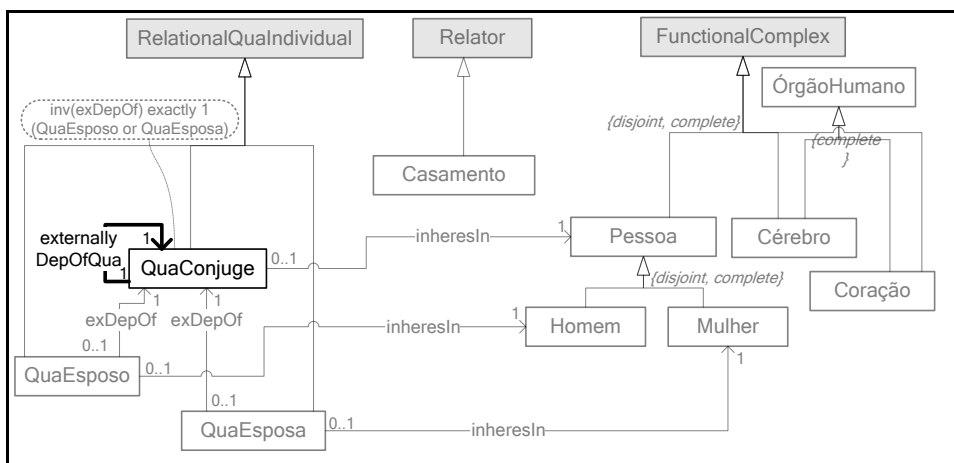 RelationalQuaIndividual
Relator
FunctionalComplex
ÓrgãoHumano
inv(exDepOf) exactly 1
(QuaEsposo or QuaEsposa)
{disjoint, complete}
{complete
}
Casamento
externally
DepOfQua
1
1
QuaConjuge
0..1
inheresIn
1
Pessoa
Cérebro
Coração
{disjoint, complete}
1
1
exDepOf
exDepOf
0..1
0..1
inheresIn
1
Homem
Mulher
1
QuaEsposo
0..1
QuaEsposa
0..1
inheresIn